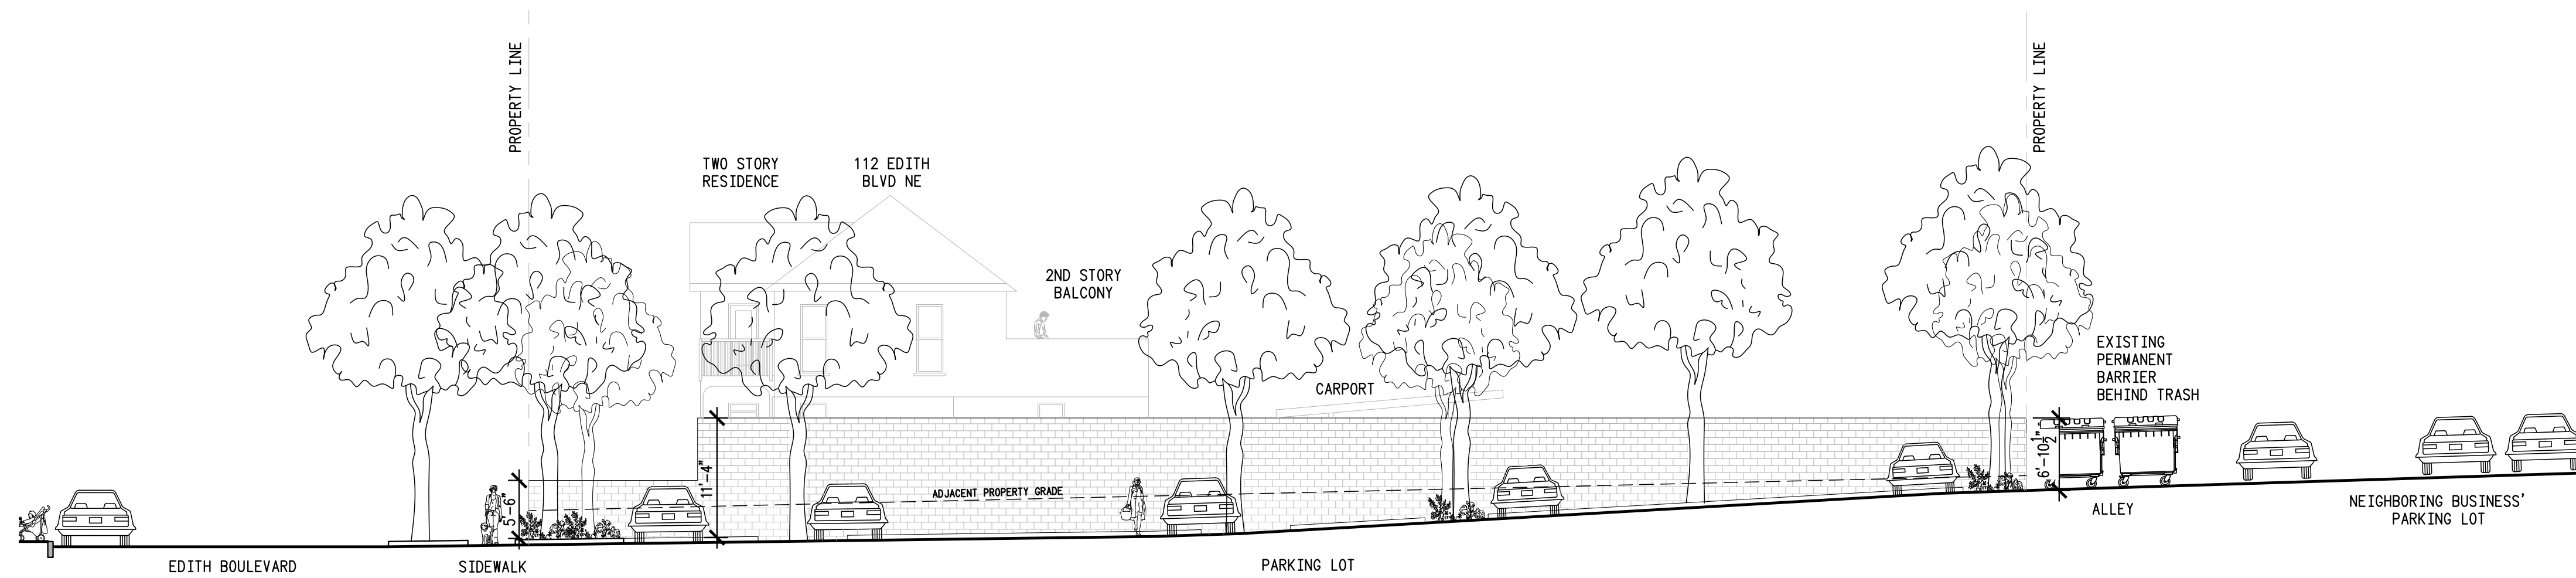 PROPERTY LINE
PROPERTY LINE
TWO STORY
RESIDENCE
112 EDITH
BLVD NE
2ND STORY
BALCONY
CARPORT
EXISTING
PERMANENT
BARRIER
BEHIND TRASH
5'-6"
11'-4"
ADJACENT PROPERTY GRADE
6'-10 1/2"
ALLEY
NEIGHBORING BUSINESS'
PARKING LOT
EDITH BOULEVARD
SIDEWALK
PARKING LOT